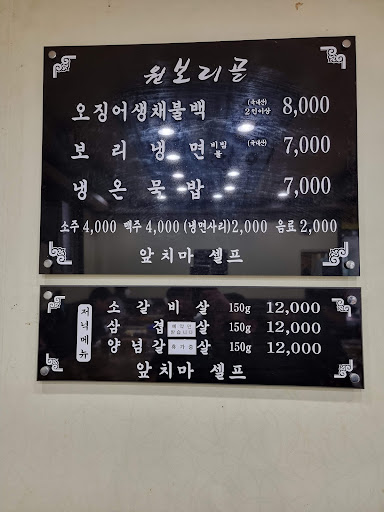 원보리골
오징어생채불백 (국내산) 2인이상 8,000
보리냉면 비빔 물 (국내산) 7,000
냉온묵밥 7,000
소주 4,000 맥주 4,000 (냉면사리) 2,000 음료 2,000
앞치마 셀프
저녁메뉴
소갈비살 150g 12,000
삼겹살 150g 12,000
양념갈 살 150g 12,000
휴가중
앞치마 셀프